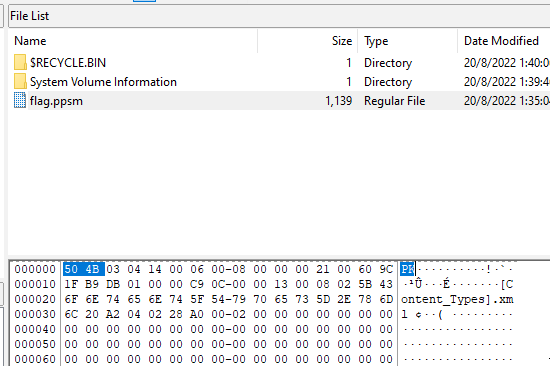 File List
Name Size Type Date Modified
$RECYCLE.BIN 1 Directory 20/8/2022 1:40:0
System Volume Information 1 Directory 20/8/2022 1:39:4
flag.ppsm 1,139 Regular File 20/8/2022 1:35:0
000000 50 4B 03 04 14 00 06 00-08 00 00 00 21 00 60 9C PK··········!·`·
000010 1F B9 DB 01 00 00 C9 0C-00 00 13 00 08 02 5B 43 ·¹Û···É·······[C
000020 6F 6E 74 65 6E 74 5F 54-79 70 65 73 5D 2E 78 6D ontent_Types].xm
000030 6C 20 A2 04 02 28 A0 00-02 00 00 00 00 00 00 00 l ¢··( ·········
000040 00 00 00 00 00 00 00 00-00 00 00 00 00 00 00 00 ················
000050 00 00 00 00 00 00 00 00-00 00 00 00 00 00 00 00 ················
000060 00 00 00 00 00 00 00 00-00 00 00 00 00 00 00 00 ················